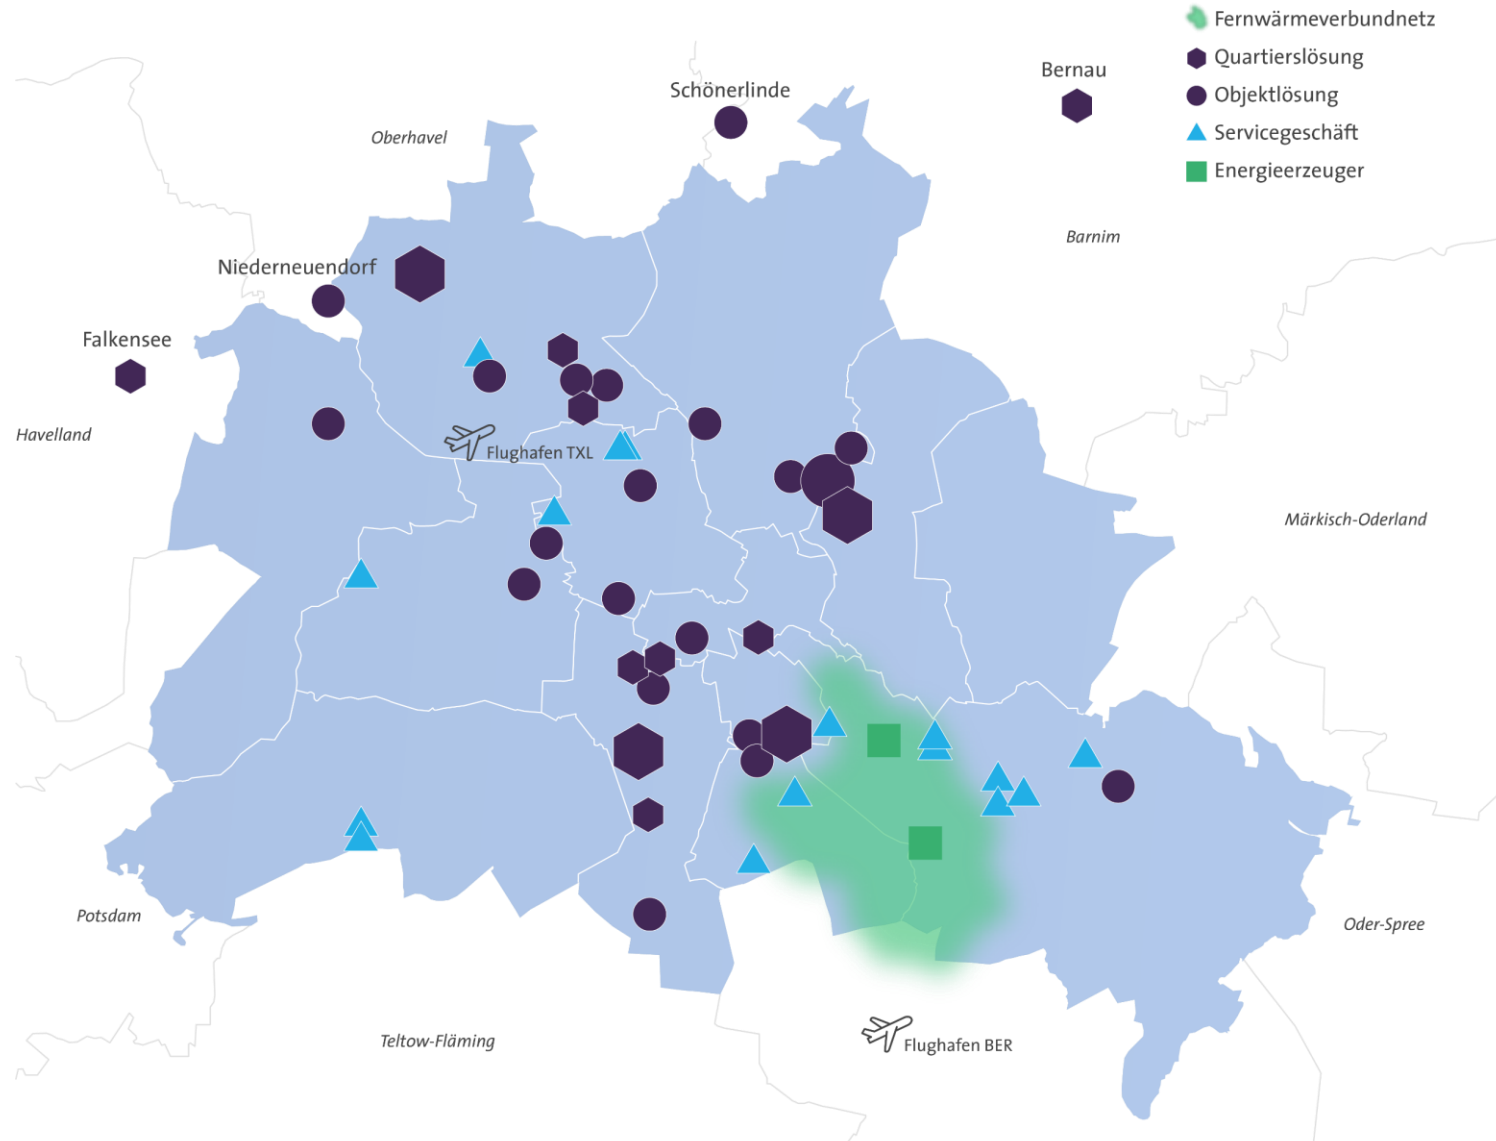 Fernwärmeverbundnetz
Quartierslösung
Objektlösung
Servicegeschäft
Energieerzeuger
Bernau
Schönerlinde
Oberhavel
Barnim
Niederneuendorf
Falkensee
Havelland
Flughafen TXL
Märkisch-Oderland
Potsdam
Oder-Spree
Teltow-Fläming
Flughafen BER